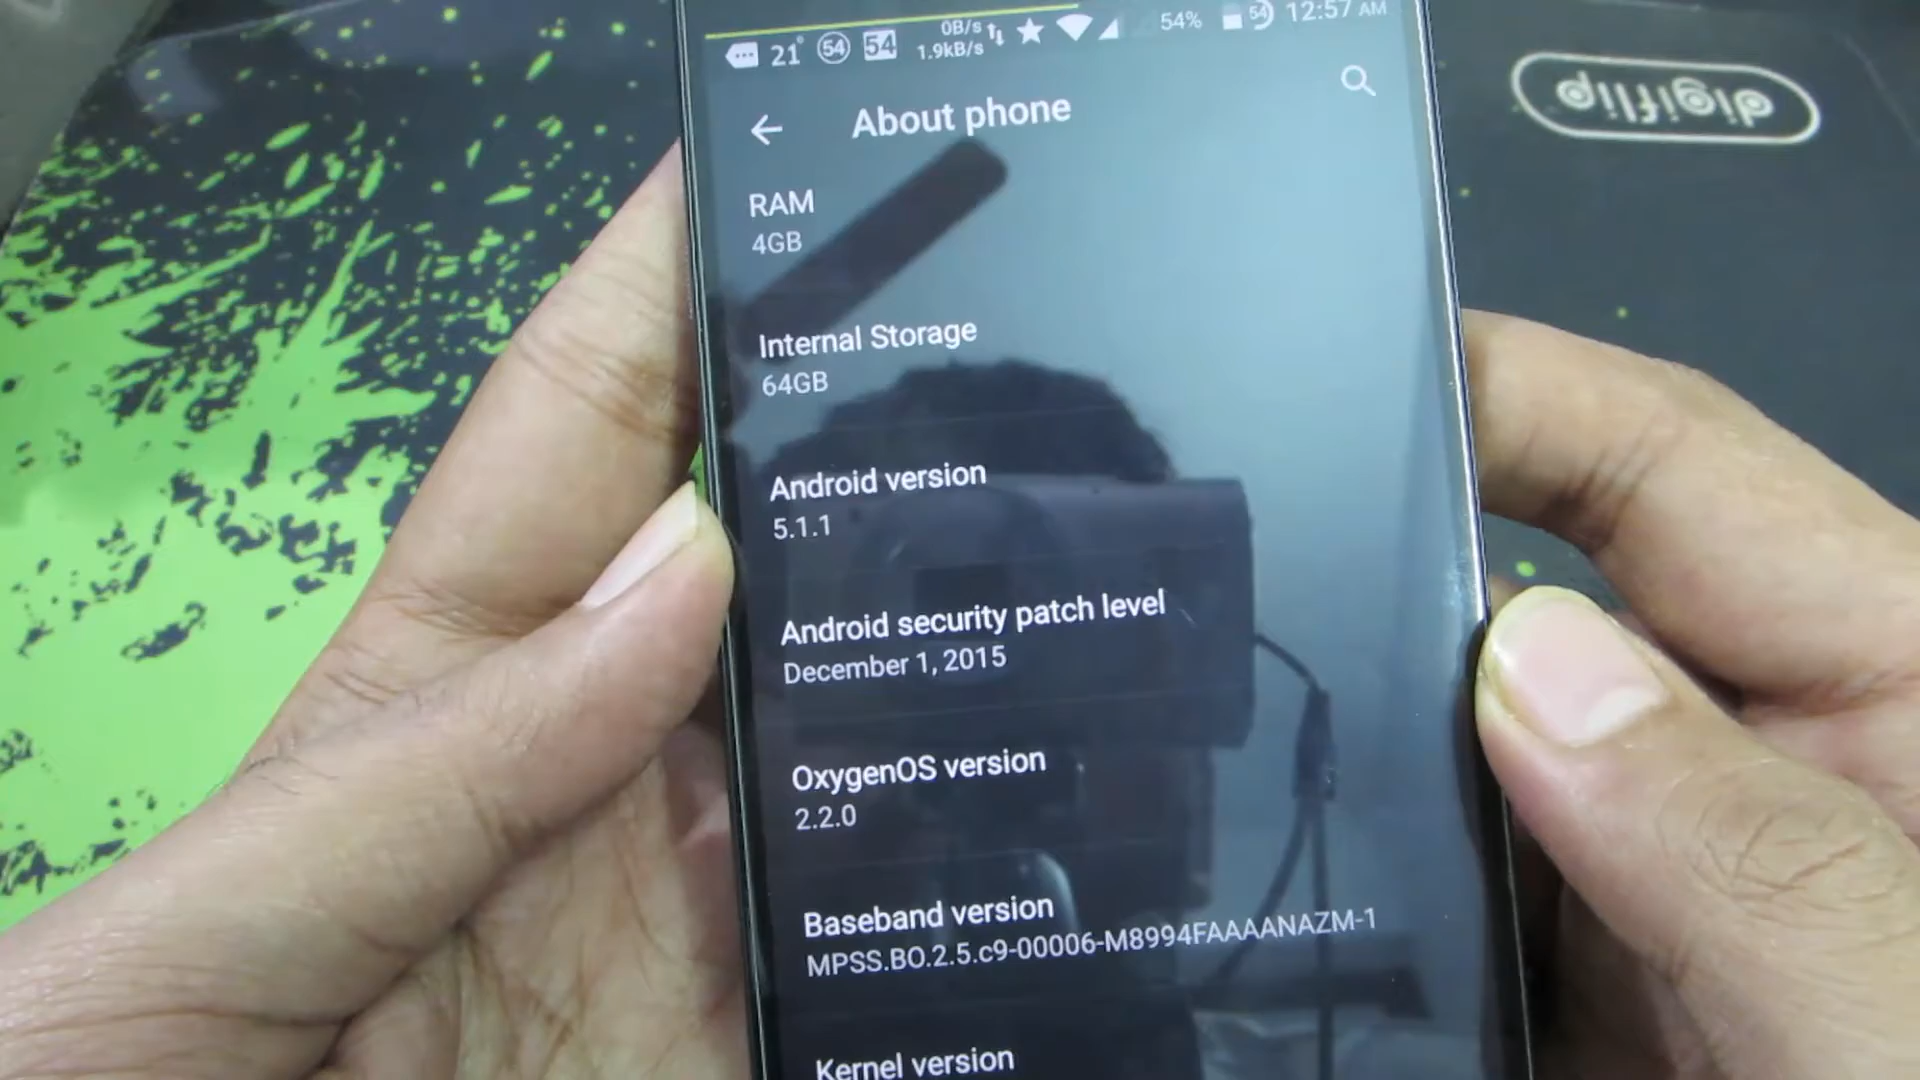 21° 54 54 0B/s 54% 54 12:57 AM
1.9kB/s
About phone
RAM
4GB
Internal Storage
64GB
Android version
5.1.1
Android security patch level
December 1, 2015
OxygenOS version
2.2.0
Baseband version
MPSS.BO.2.5.c9-00006-M8994FAAAANAZM-1
Kernel version
digiflip